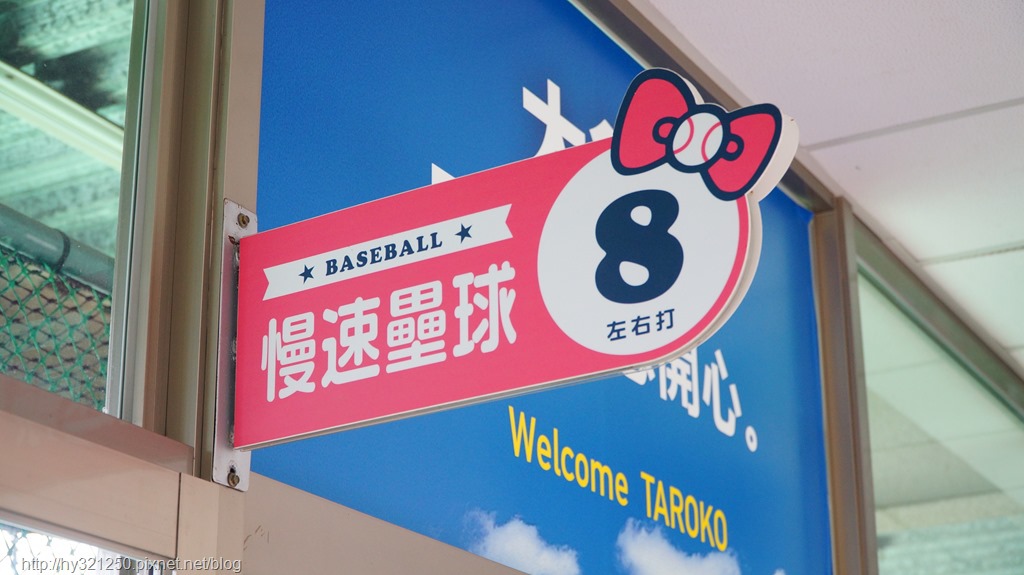 ★ BASEBALL ★
慢速壘球
8
左右打
開心。
Welcome TAROKO
http://hy321250.pixnet.net/blog